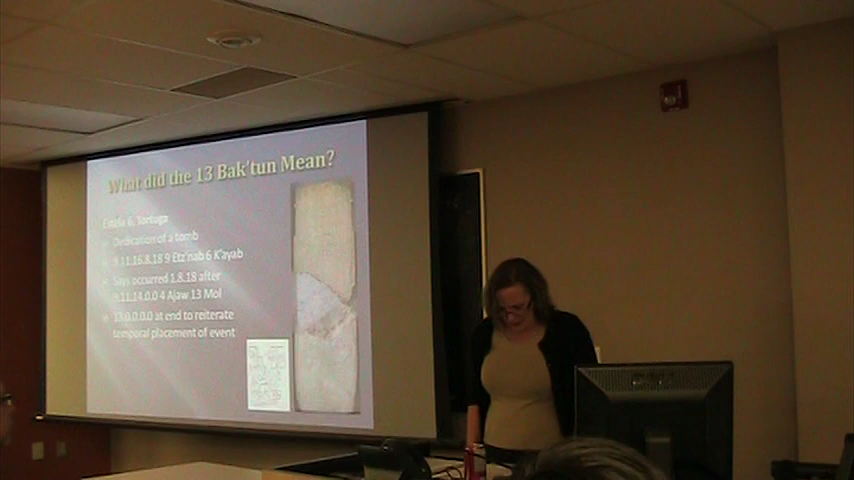 What did the 13 Bak'tun Mean?
Estela 6, Tortuga
Dedication of a tomb
9.11.16.8.18 9 Etz'nab 6 K'ayab
Says occurred 1.8.18 after
9.11.14.0.0 4 Ajaw 13 Mol
13.0.0.0.0 at end to reiterate
temporal placement of event
DELL